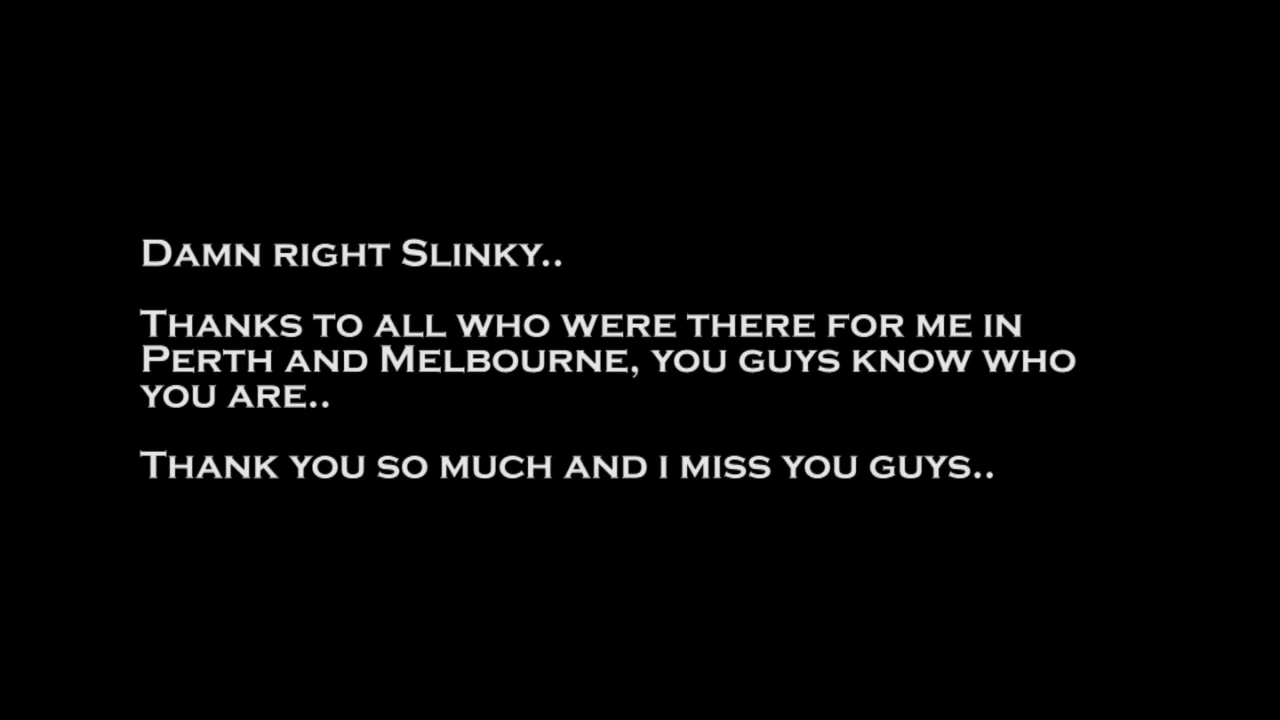 Damn right Slinky..
Thanks to all who were there for me in
Perth and Melbourne, you guys know who
you are..
Thank you so much and i miss you guys..